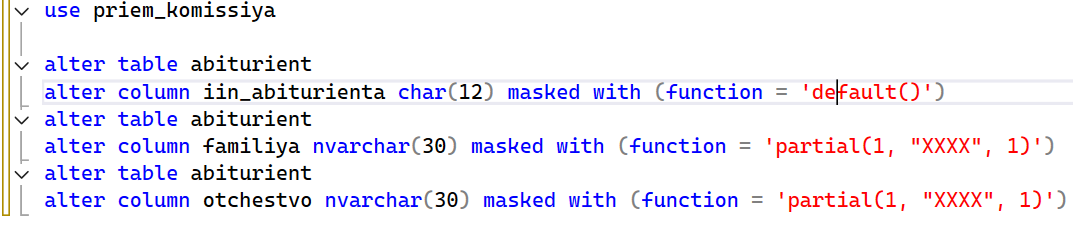 use priem_komissiya
alter table abiturient
alter column iin_abiturienta char(12) masked with (function = 'default()')
alter table abiturient
alter column familiya nvarchar(30) masked with (function = 'partial(1, "XXXX", 1)')
alter table abiturient
alter column otchestvo nvarchar(30) masked with (function = 'partial(1, "XXXX", 1)')